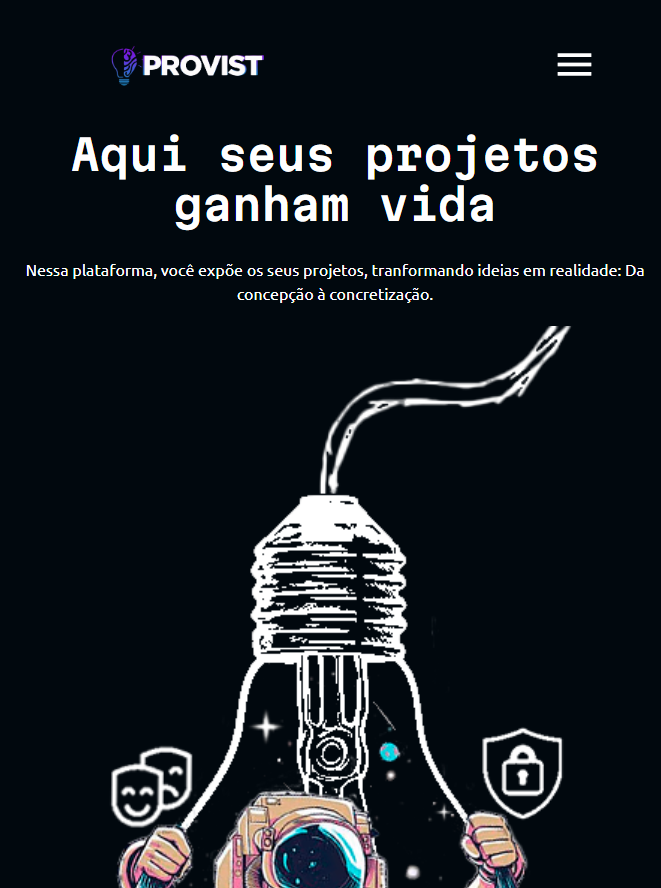 PROVIST
Aqui seus projetos
ganham vida
Nessa plataforma, você expõe os seus projetos, tranformando ideias em realidade: Da
concepção à concretização.